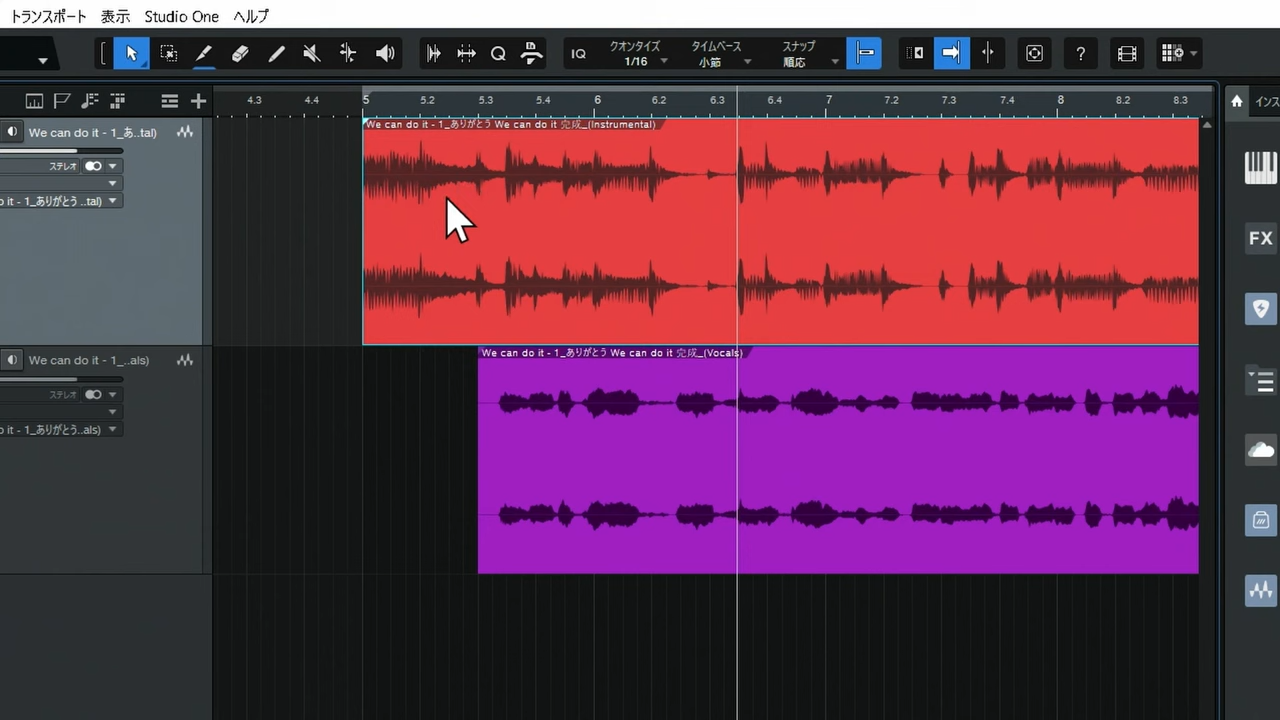 トランスポート 表示 Studio One ヘルプ
IQ クオンタイズ タイムベース スナップ
1/16 小節 順応 ?
4.3 4.4 5 5.2 5.3 5.4 6 6.2 6.3 6.4 7 7.2 7.3 7.4 8 8.2 8.3 インス
We can do it - 1_あ..tal)
ステレオ
o it - 1_ありがとう ..tal)
We can do it - 1_ありがとう We can do it 完成_(Instrumental)
FX
We can do it - 1_..als)
ステレオ
o it - 1_ありがとう..als)
We can do it - 1_ありがとう We can do it 完成_(Vocals)